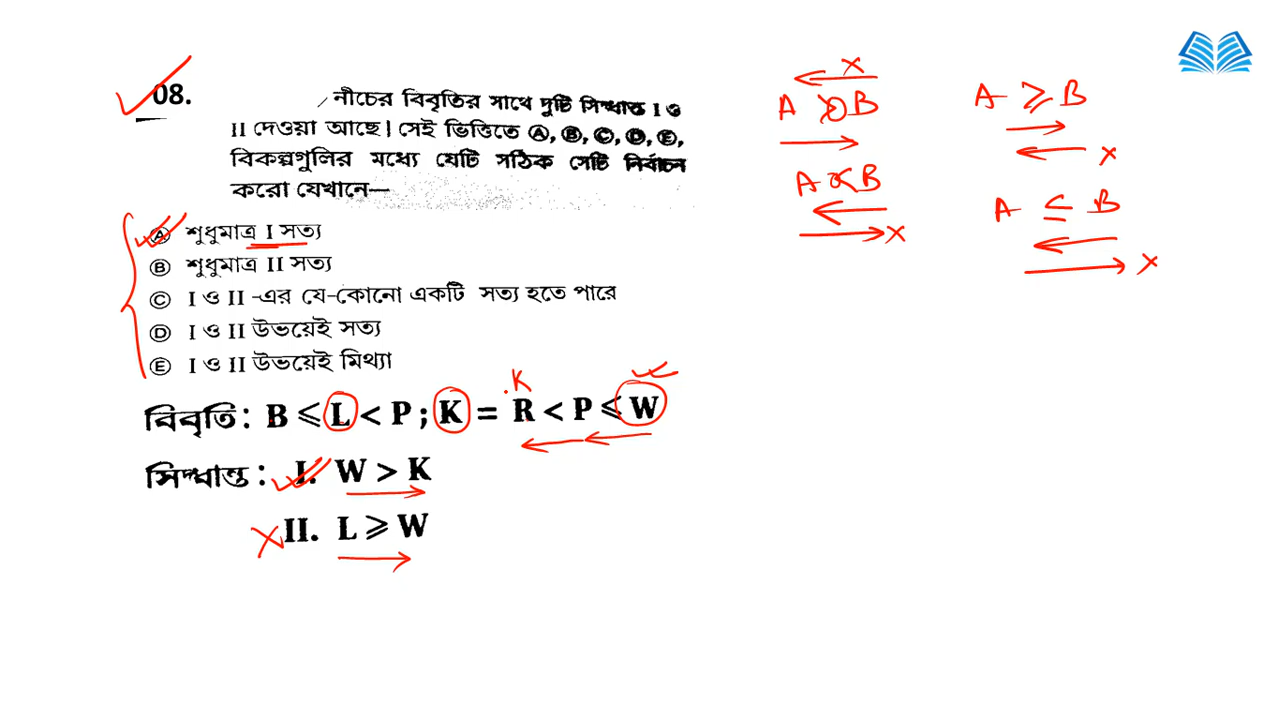 08.
নীচের বিবৃতির সাথে দুটি সিদ্ধান্ত I ও
II দেওয়া আছে। সেই ভিত্তিতে Ⓐ, Ⓑ, Ⓒ, Ⓓ, Ⓔ,
বিকল্পগুলির মধ্যে যেটি সঠিক সেটি নির্বাচন
করো যেখানে—
Ⓐ শুধুমাত্র I সত্য
Ⓑ শুধুমাত্র II সত্য
Ⓒ I ও II -এর যে-কোনো একটি সত্য হতে পারে
Ⓓ I ও II উভয়েই সত্য
Ⓔ I ও II উভয়েই মিথ্যা
K
বিবৃতি: B ⩽ L < P ; K = R < P ⩽ W
সিদ্ধান্ত: I. W > K
X II. L ⩾ W
x
A > B
A < B
x
A ⩾ B
x
A ≤ B
x